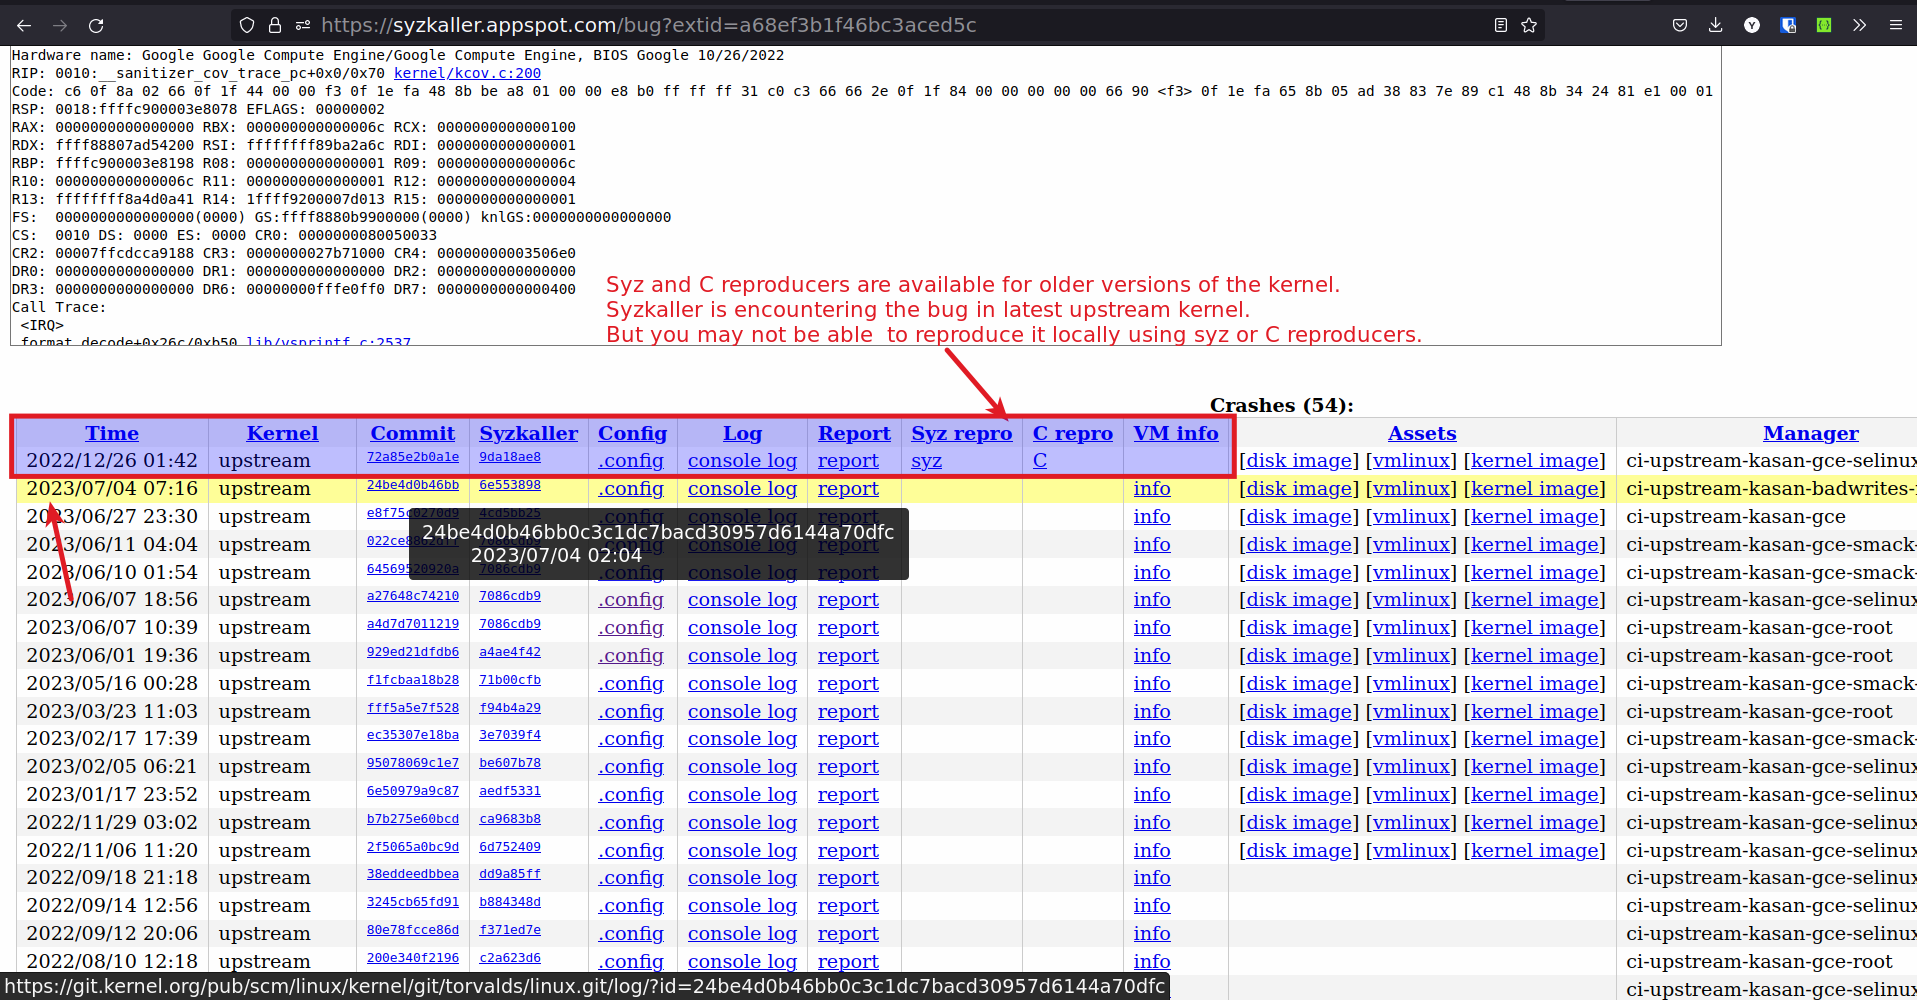 https://syzkaller.appspot.com/bug?extid=a68ef3b1f46bc3aced5c
Hardware name: Google Google Compute Engine/Google Compute Engine, BIOS Google 10/26/2022
RIP: 0010:__sanitizer_cov_trace_pc+0x0/0x70 kernel/kcov.c:200
Code: c6 0f 8a 02 66 0f 1f 44 00 00 f3 0f 1e fa 48 8b be a8 01 00 00 e8 b0 ff ff ff 31 c0 c3 66 66 2e 0f 1f 84 00 00 00 00 00 66 90 <f3> 0f 1e fa 65 8b 05 ad 38 83 7e 89 c1 48 8b 34 24 81 e1 00 01
RSP: 0018:ffffc900003e8078 EFLAGS: 00000002
RAX: 0000000000000000 RBX: 000000000000006c RCX: 0000000000000100
RDX: ffff88807ad54200 RSI: ffffffff89ba2a6c RDI: 0000000000000001
RBP: ffffc900003e8198 R08: 0000000000000001 R09: 000000000000006c
R10: 000000000000006c R11: 0000000000000001 R12: 0000000000000004
R13: ffffffff8a4d0a41 R14: 1ffff9200007d013 R15: 0000000000000001
FS:  0000000000000000(0000) GS:ffff8880b9900000(0000) knlGS:0000000000000000
CS:  0010 DS: 0000 ES: 0000 CR0: 0000000080050033
CR2: 00007ffcdcca9188 CR3: 0000000027b71000 CR4: 00000000003506e0
DR0: 0000000000000000 DR1: 0000000000000000 DR2: 0000000000000000
DR3: 0000000000000000 DR6: 00000000fffe0ff0 DR7: 0000000000000400
Call Trace:
<IRQ>
format_decode+0x26c/0xb50 lib/vsprintf.c:2537
Syz and C reproducers are available for older versions of the kernel.
Syzkaller is encountering the bug in latest upstream kernel.
But you may not be able  to reproduce it locally using syz or C reproducers.
Crashes (54):
Time Kernel Commit Syzkaller Config Log Report Syz repro C repro VM info Assets Manager
2022/12/26 01:42 upstream 72a85e2b0a1e 9da18ae8 .config console log report syz C [disk image] [vmlinux] [kernel image] ci-upstream-kasan-gce-selinux
2023/07/04 07:16 upstream 24be4d0b46bb 6e553898 .config console log report info [disk image] [vmlinux] [kernel image] ci-upstream-kasan-badwrites-
2023/06/27 23:30 upstream e8f75c0270d9 4cd5bb25 .config console log report info [disk image] [vmlinux] [kernel image] ci-upstream-kasan-gce
24be4d0b46bb0c3c1dc7bacd30957d6144a70dfc
2023/07/04 02:04
2023/06/11 04:04 upstream 7086cdb9 .config console log report info [disk image] [vmlinux] [kernel image] ci-upstream-kasan-gce-smack-
2023/06/10 01:54 upstream 64569520920a 7086cdb9 .config console log report info [disk image] [vmlinux] [kernel image] ci-upstream-kasan-gce-smack-
2023/06/07 18:56 upstream a27648c74210 7086cdb9 .config console log report info [disk image] [vmlinux] [kernel image] ci-upstream-kasan-gce-selinux
2023/06/07 10:39 upstream a4d7d7011219 7086cdb9 .config console log report info [disk image] [vmlinux] [kernel image] ci-upstream-kasan-gce-root
2023/06/01 19:36 upstream 929ed21dfdb6 a4ae4f42 .config console log report info [disk image] [vmlinux] [kernel image] ci-upstream-kasan-gce-root
2023/05/16 00:28 upstream f1fcbaa18b28 71b00cfb .config console log report info [disk image] [vmlinux] [kernel image] ci-upstream-kasan-gce-smack-
2023/03/23 11:03 upstream fff5a5e7f528 f94b4a29 .config console log report info [disk image] [vmlinux] [kernel image] ci-upstream-kasan-gce-root
2023/02/17 17:39 upstream ec35307e18ba 3e7039f4 .config console log report info [disk image] [vmlinux] [kernel image] ci-upstream-kasan-gce-smack-
2023/02/05 06:21 upstream 95078069c1e7 be607b78 .config console log report info [disk image] [vmlinux] [kernel image] ci-upstream-kasan-gce-selinux
2023/01/17 23:52 upstream 6e50979a9c87 aedf5331 .config console log report info [disk image] [vmlinux] [kernel image] ci-upstream-kasan-gce-selinux
2022/11/29 03:02 upstream b7b275e60bcd ca9683b8 .config console log report info [disk image] [vmlinux] [kernel image] ci-upstream-kasan-gce-selinux
2022/11/06 11:20 upstream 2f5065a0bc9d 6d752409 .config console log report info [disk image] [vmlinux] [kernel image] ci-upstream-kasan-gce-selinux
2022/09/18 21:18 upstream 38eddeedbbea dd9a85ff .config console log report info ci-upstream-kasan-gce-selinux
2022/09/14 12:56 upstream 3245cb65fd91 b884348d .config console log report info ci-upstream-kasan-gce-selinux
2022/09/12 20:06 upstream 80e78fcce86d f371ed7e .config console log report info ci-upstream-kasan-gce-selinux
2022/08/10 12:18 upstream 200e340f2196 c2a623d6 .config console log report info ci-upstream-kasan-gce-root
https://git.kernel.org/pub/scm/linux/kernel/git/torvalds/linux.git/log/?id=24be4d0b46bb0c3c1dc7bacd30957d6144a70dfc
ci-upstream-kasan-gce-selinux